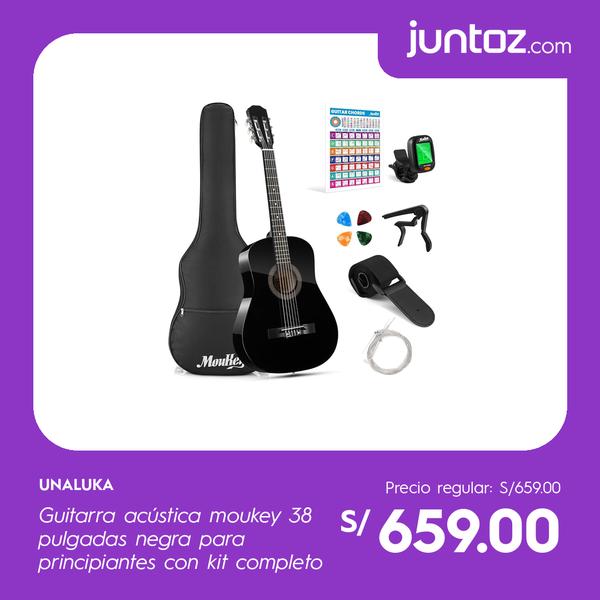 juntoz.com
GUITAR CHORDS
MouKey
UNALUKA
Guitarra acústica moukey 38
pulgadas negra para
principiantes con kit completo
Precio regular: S/659.00
S/ 659.00